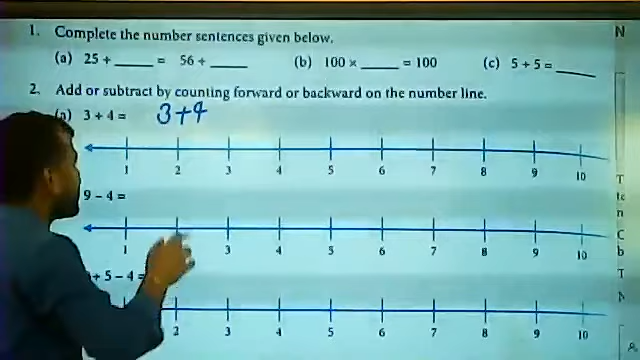 1. Complete the number sentences given below.
(a) 25 + _____ = 56 + _____ (b) 100 × _____ = 100 (c) 5 + 5 = _____
2. Add or subtract by counting forward or backward on the number line.
(a) 3 + 4 = 3+4
1 2 3 4 5 6 7 8 9 10
9 – 4 =
1 3 4 5 6 7 8 9 10
+ 5 – 4 =
2 3 4 5 6 7 8 9 10
N